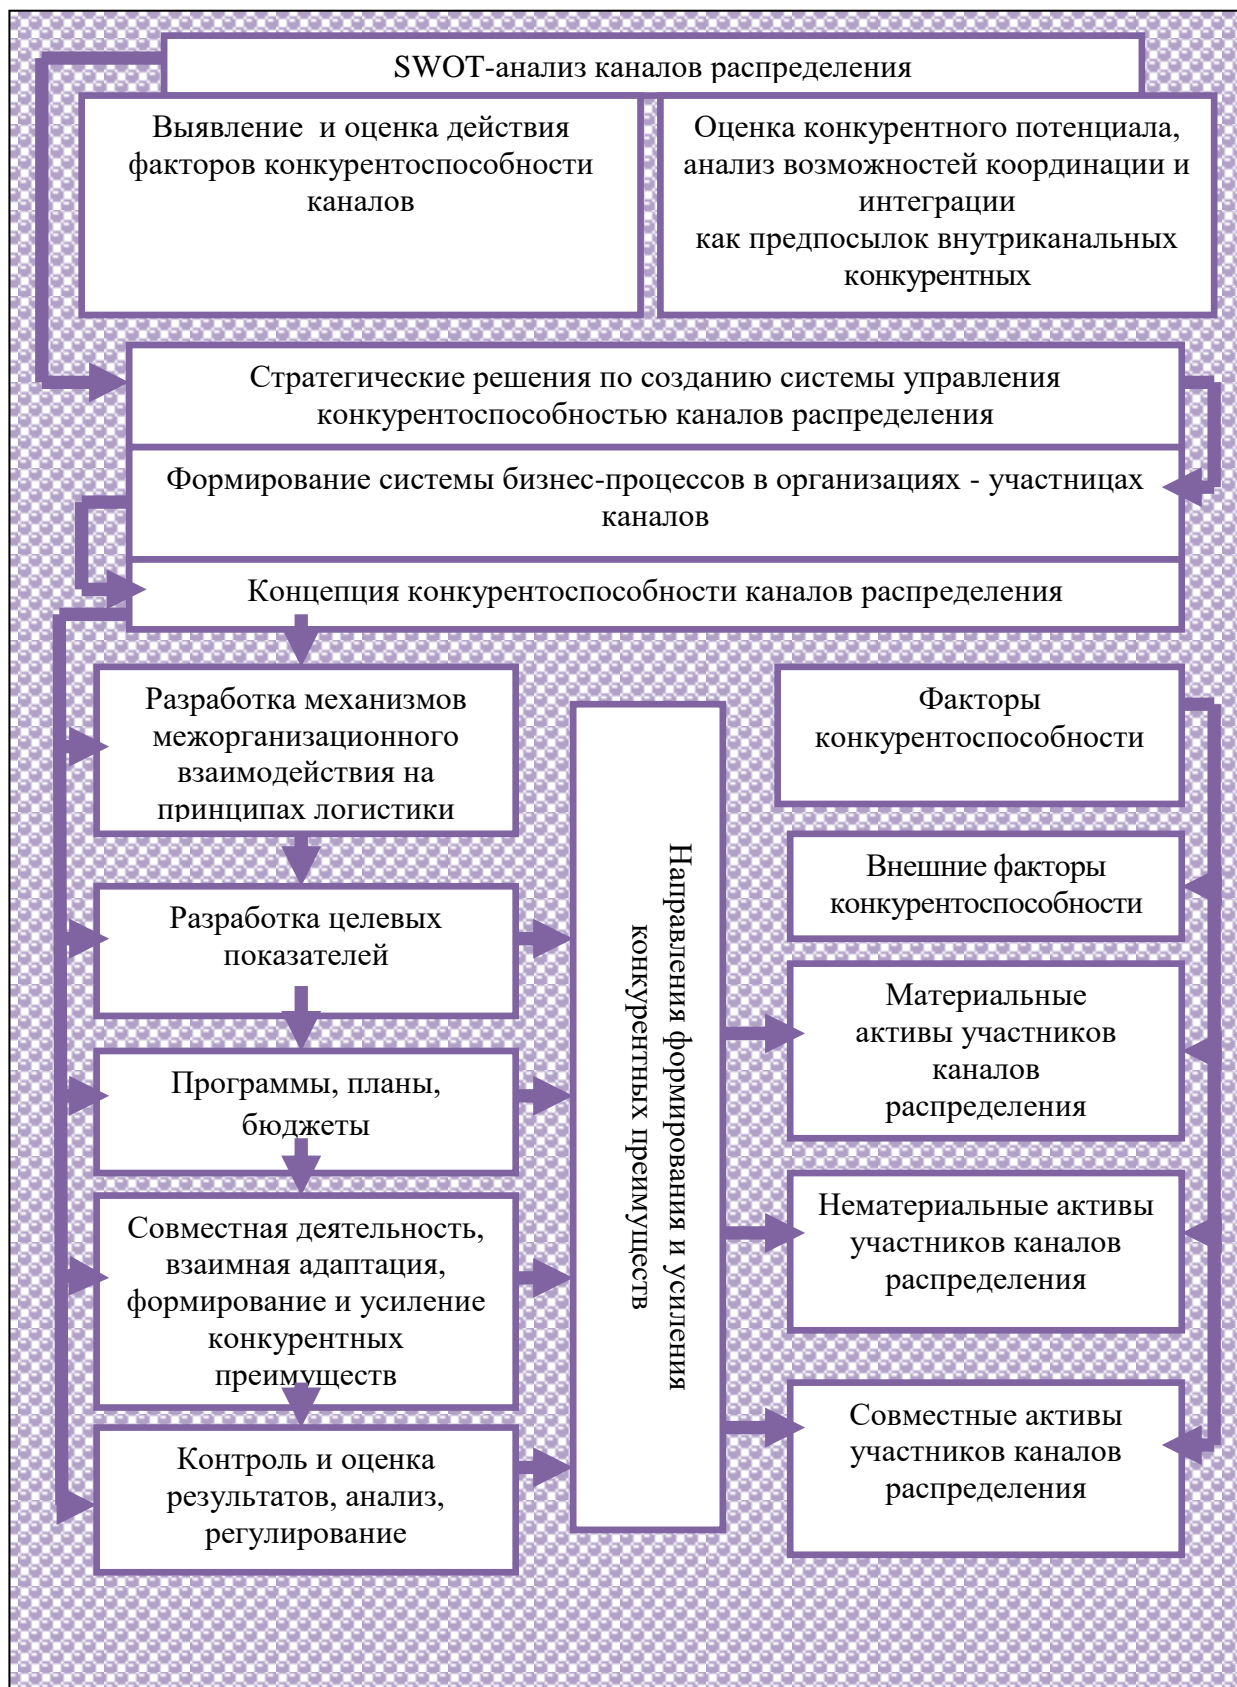 SWOT-анализ каналов распределения
Выявление и оценка действия
факторов конкурентоспособности
каналов
Оценка конкурентного потенциала,
анализ возможностей координации и
интеграции
как предпосылок внутриканальных
конкурентных
Стратегические решения по созданию системы управления
конкурентоспособностью каналов распределения
Формирование системы бизнес-процессов в организациях - участницах
каналов
Концепция конкурентоспособности каналов распределения
Разработка механизмов
межорганизационного
взаимодействия на
принципах логистики
Разработка целевых
показателей
Программы, планы,
бюджеты
Совместная деятельность,
взаимная адаптация,
формирование и усиление
конкурентных
преимуществ
Контроль и оценка
результатов, анализ,
регулирование
Направления формирования и усиления
конкурентных преимуществ
Факторы
конкурентоспособности
Внешние факторы
конкурентоспособности
Материальные
активы участников
каналов
распределения
Нематериальные активы
участников каналов
распределения
Совместные активы
участников каналов
распределения